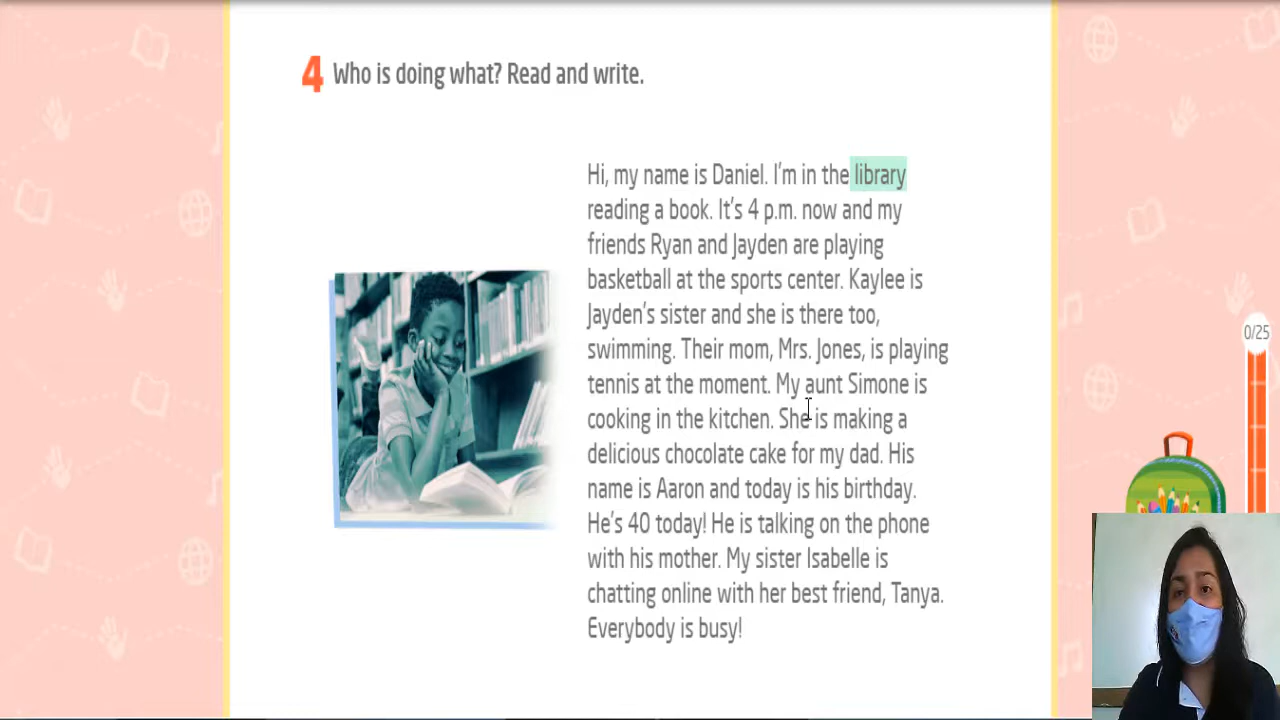 4 Who is doing what? Read and write.
Hi, my name is Daniel. I'm in the library
reading a book. It's 4 p.m. now and my
friends Ryan and Jayden are playing
basketball at the sports center. Kaylee is
Jayden's sister and she is there too,
swimming. Their mom, Mrs. Jones, is playing
tennis at the moment. My aunt Simone is
cooking in the kitchen. She is making a
delicious chocolate cake for my dad. His
name is Aaron and today is his birthday.
He's 40 today! He is talking on the phone
with his mother. My sister Isabelle is
chatting online with her best friend, Tanya.
Everybody is busy!
0/25